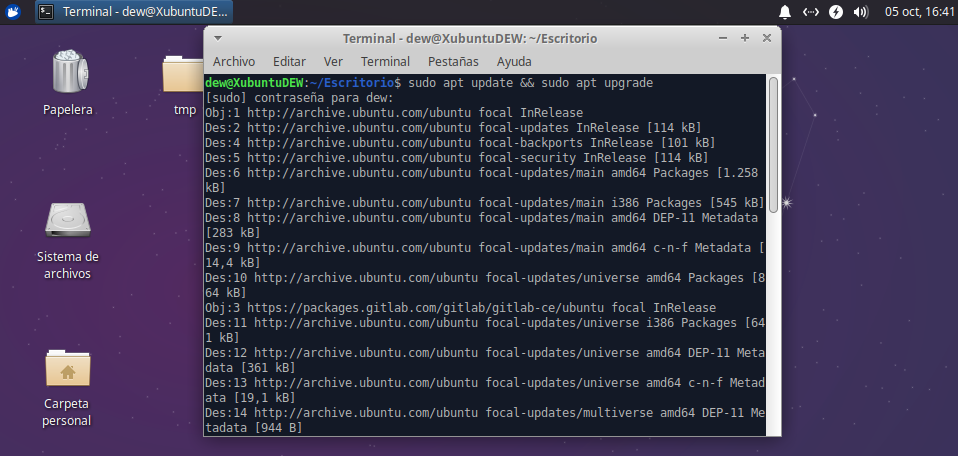 Terminal - dew@XubuntuDE...
05 oct, 16:41
Papelera
tmp
Sistema de
archivos
Carpeta
personal
Terminal - dew@XubuntuDEW: ~/Escritorio
Archivo Editar Ver Terminal Pestañas Ayuda
dew@XubuntuDEW:~/Escritorio$ sudo apt update && sudo apt upgrade
[sudo] contraseña para dew:
Obj:1 http://archive.ubuntu.com/ubuntu focal InRelease
Des:2 http://archive.ubuntu.com/ubuntu focal-updates InRelease [114 kB]
Des:4 http://archive.ubuntu.com/ubuntu focal-backports InRelease [101 kB]
Des:5 http://archive.ubuntu.com/ubuntu focal-security InRelease [114 kB]
Des:6 http://archive.ubuntu.com/ubuntu focal-updates/main amd64 Packages [1.258
kB]
Des:7 http://archive.ubuntu.com/ubuntu focal-updates/main i386 Packages [545 kB]
Des:8 http://archive.ubuntu.com/ubuntu focal-updates/main amd64 DEP-11 Metadata
[283 kB]
Des:9 http://archive.ubuntu.com/ubuntu focal-updates/main amd64 c-n-f Metadata [
14,4 kB]
Des:10 http://archive.ubuntu.com/ubuntu focal-updates/universe amd64 Packages [8
64 kB]
Obj:3 https://packages.gitlab.com/gitlab/gitlab-ce/ubuntu focal InRelease
Des:11 http://archive.ubuntu.com/ubuntu focal-updates/universe i386 Packages [64
1 kB]
Des:12 http://archive.ubuntu.com/ubuntu focal-updates/universe amd64 DEP-11 Meta
data [361 kB]
Des:13 http://archive.ubuntu.com/ubuntu focal-updates/universe amd64 c-n-f Metad
ata [19,1 kB]
Des:14 http://archive.ubuntu.com/ubuntu focal-updates/multiverse amd64 DEP-11 Me
tadata [944 B]